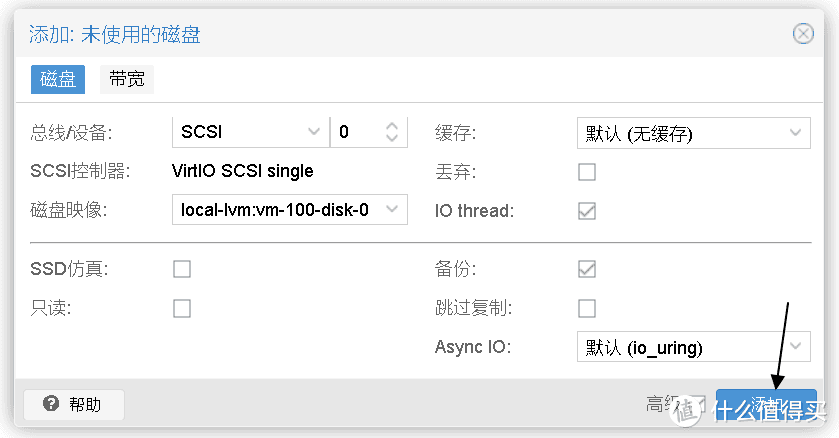 添加: 未使用的磁盘
磁盘 带宽
总线/设备: SCSI 0 缓存: 默认 (无缓存)
SCSI控制器: VirtIO SCSI single 丢弃:
磁盘映像: local-lvm:vm-100-disk-0 IO thread:
SSD仿真: 备份:
只读: 跳过复制:
Async IO: 默认 (io_uring)
帮助 高级 添加
值 什么值得买